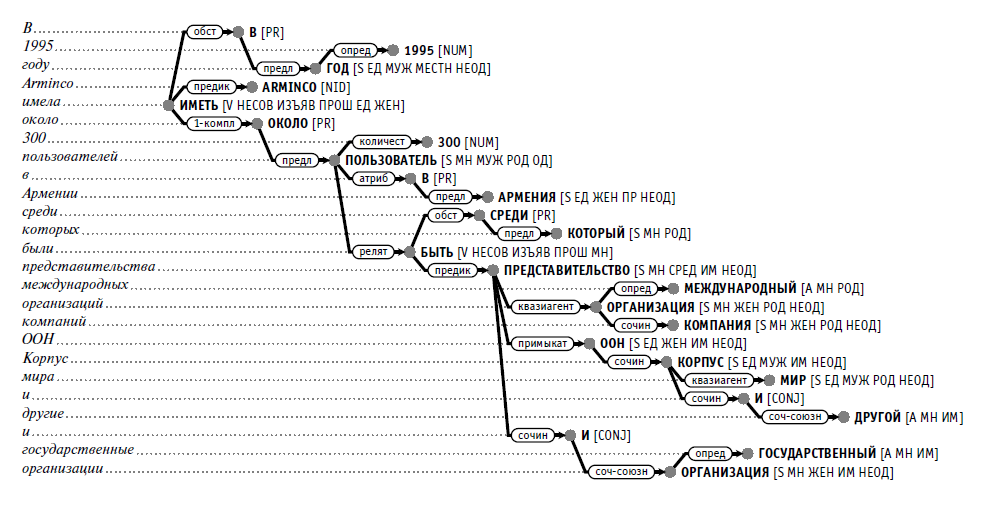 В обст В [PR]
1995 опред 1995 [NUM]
году предл ГОД [S ЕД МУЖ МЕСТН НЕОД]
Arminco предик ARMINCO [NID]
имела ИМЕТЬ [V НЕСОВ ИЗЪЯВ ПРОШ ЕД ЖЕН]
около 1-компл ОКОЛО [PR]
300 количест 300 [NUM]
пользователей предл ПОЛЬЗОВАТЕЛЬ [S МН МУЖ РОД ОД]
в атриб В [PR]
Армении предл АРМЕНИЯ [S ЕД ЖЕН ПР НЕОД]
среди обст СРЕДИ [PR]
которых предл КОТОРЫЙ [S МН РОД]
были релят БЫТЬ [V НЕСОВ ИЗЪЯВ ПРОШ МН]
представительства предик ПРЕДСТАВИТЕЛЬСТВО [S МН СРЕД ИМ НЕОД]
международных опред МЕЖДУНАРОДНЫЙ [A МН РОД]
организаций квазиагент ОРГАНИЗАЦИЯ [S МН ЖЕН РОД НЕОД]
компаний сочин КОМПАНИЯ [S МН ЖЕН РОД НЕОД]
ООН примыкат ООН [S ЕД ЖЕН ИМ НЕОД]
Корпус сочин КОРПУС [S ЕД МУЖ ИМ НЕОД]
мира квазиагент МИР [S ЕД МУЖ РОД НЕОД]
и сочин И [CONJ]
другие соч-союзн ДРУГОЙ [A МН ИМ]
и сочин И [CONJ]
государственные опред ГОСУДАРСТВЕННЫЙ [A МН ИМ]
организации соч-союзн ОРГАНИЗАЦИЯ [S МН ЖЕН ИМ НЕОД]